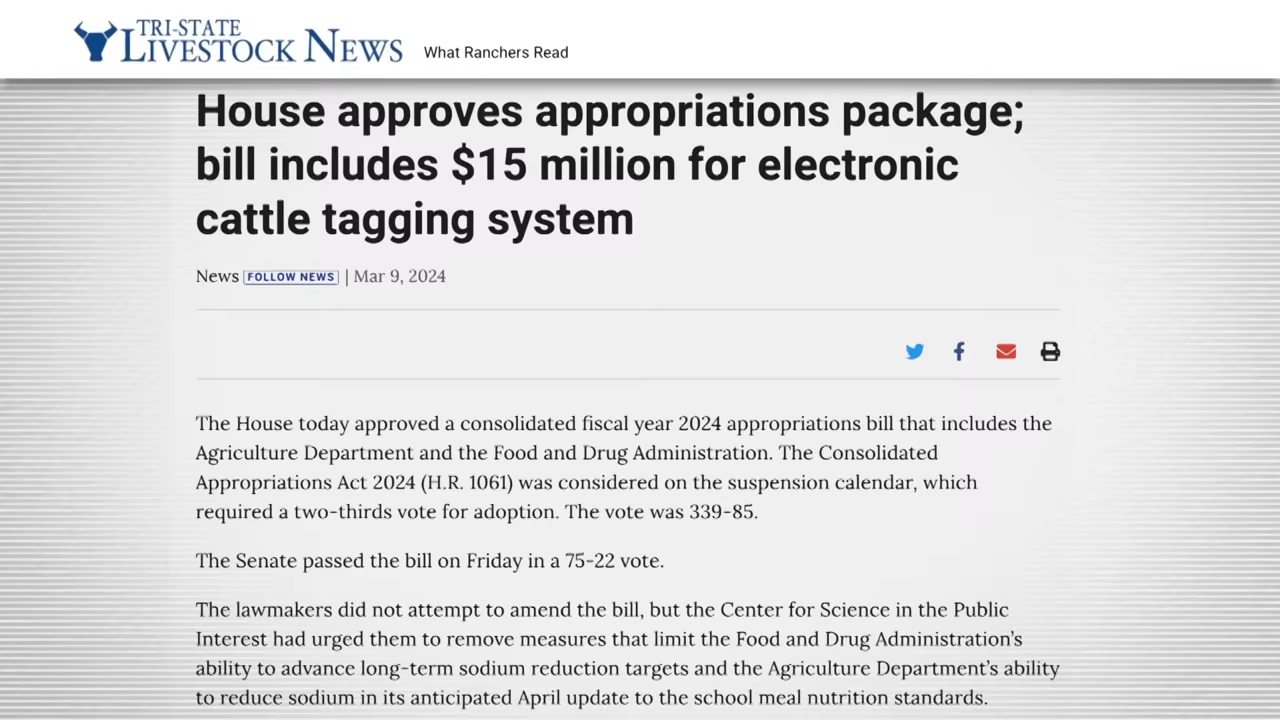 TRI-STATE
LIVESTOCK NEWS What Ranchers Read
House approves appropriations package;
bill includes $15 million for electronic
cattle tagging system
News FOLLOW NEWS | Mar 9, 2024
The House today approved a consolidated fiscal year 2024 appropriations bill that includes the
Agriculture Department and the Food and Drug Administration. The Consolidated
Appropriations Act 2024 (H.R. 1061) was considered on the suspension calendar, which
required a two-thirds vote for adoption. The vote was 339-85.
The Senate passed the bill on Friday in a 75-22 vote.
The lawmakers did not attempt to amend the bill, but the Center for Science in the Public
Interest had urged them to remove measures that limit the Food and Drug Administration's
ability to advance long-term sodium reduction targets and the Agriculture Department's ability
to reduce sodium in its anticipated April update to the school meal nutrition standards.